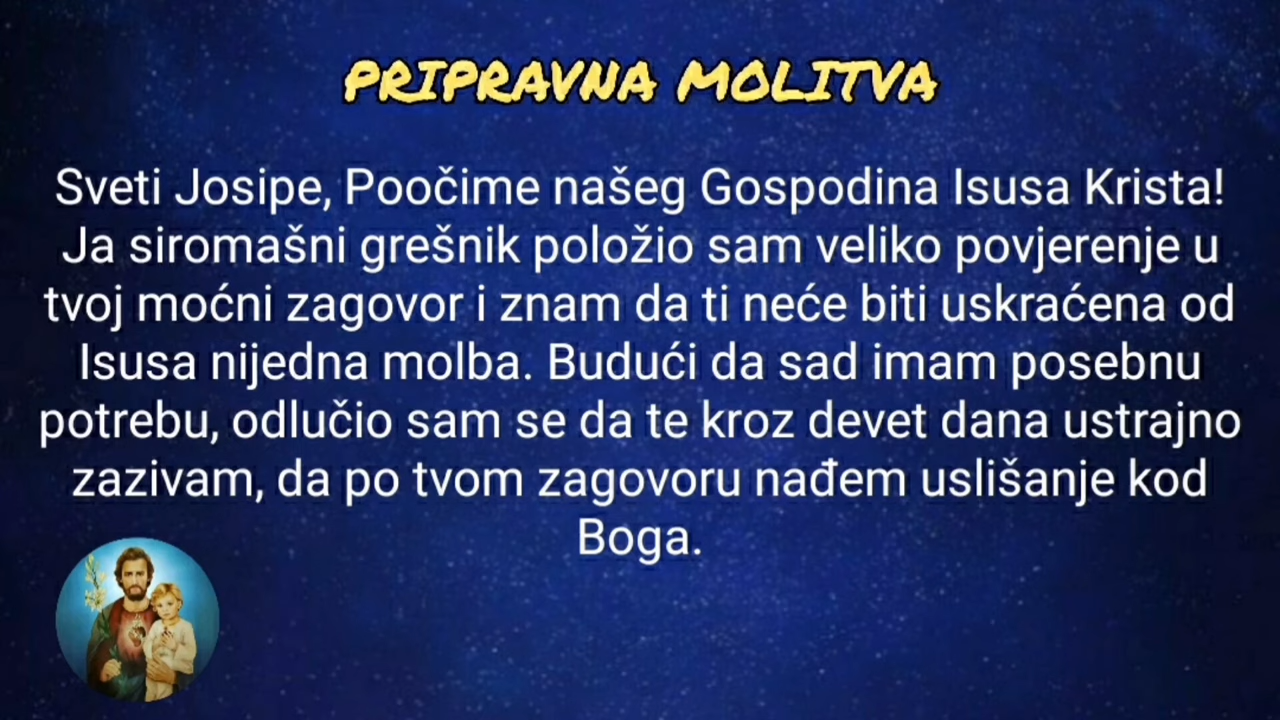 PRIPRAVNA MOLITVA
Sveti Josipe, Poočime našeg Gospodina Isusa Krista!
Ja siromašni grešnik položio sam veliko povjerenje u
tvoj moćni zagovor i znam da ti neće biti uskraćena od
Isusa nijedna molba. Budući da sad imam posebnu
potrebu, odlučio sam se da te kroz devet dana ustrajno
zazivam, da po tvom zagovoru nađem uslišanje kod
Boga.